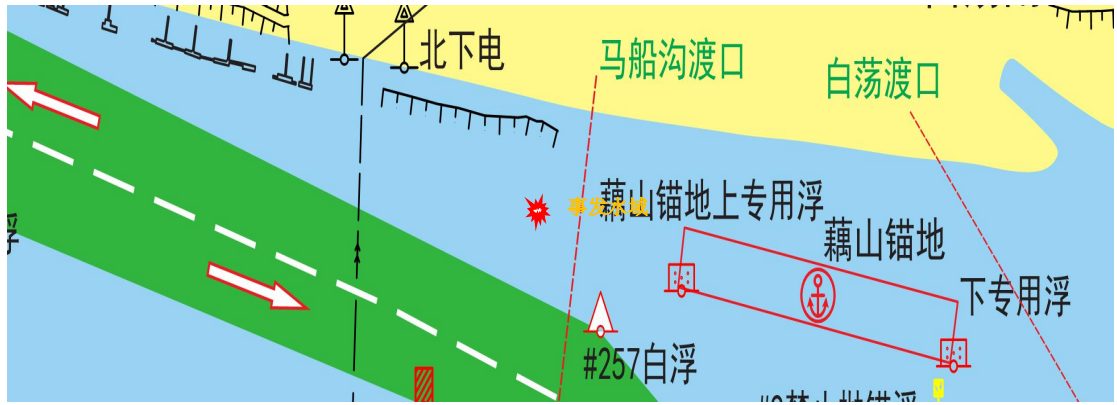 北下电
马船沟渡口
白荡渡口
藕山锚地上专用浮
事发水域
藕山锚地
下专用浮
#257白浮
浮